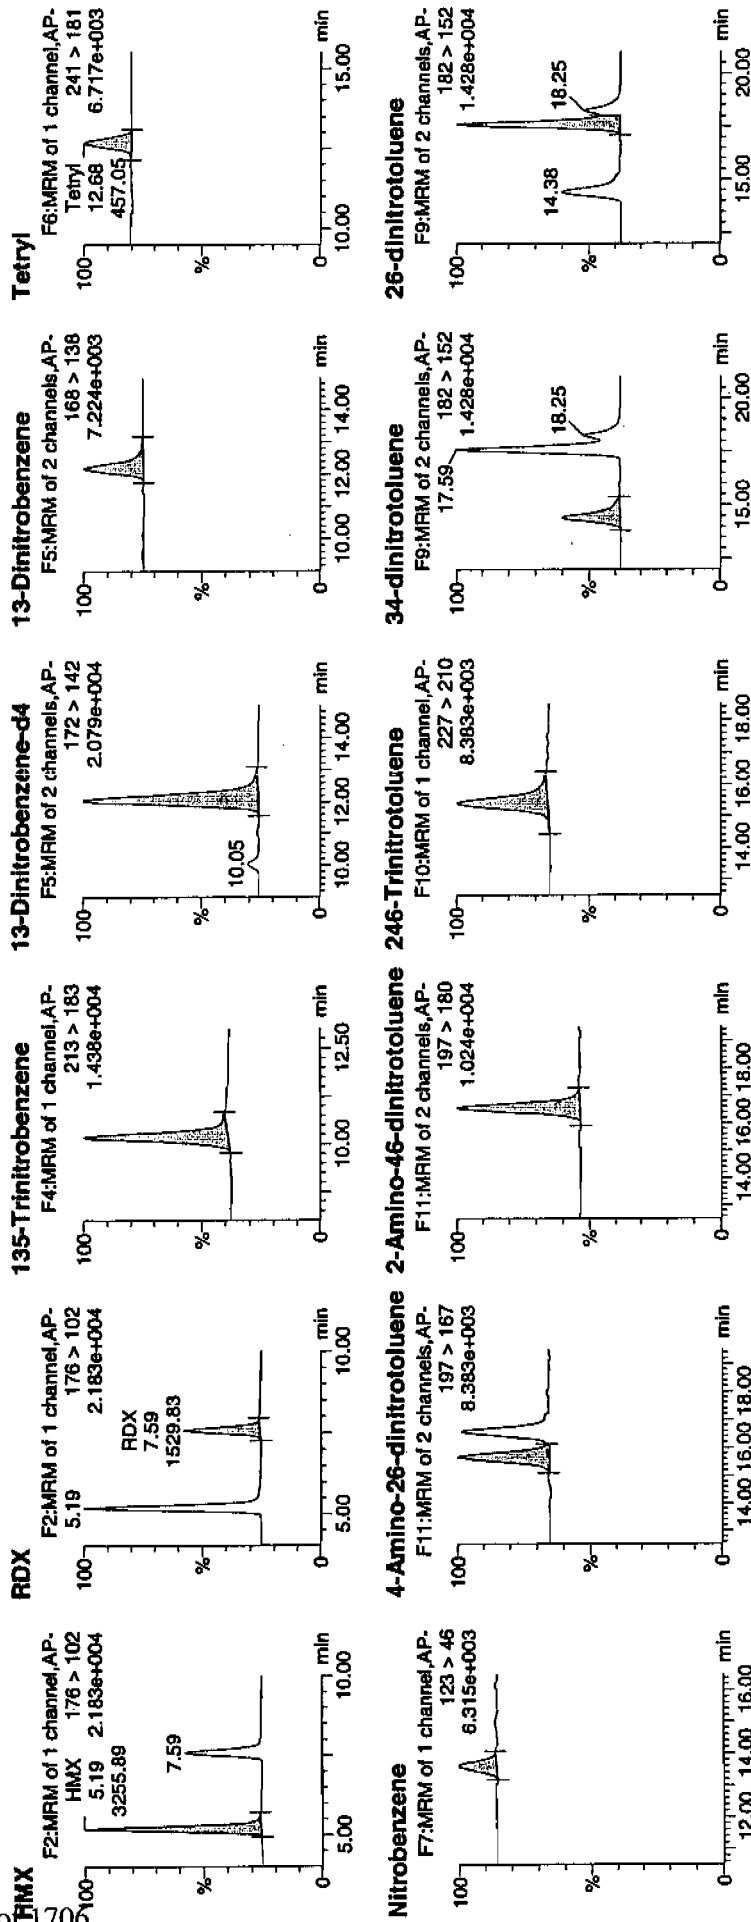 HMX
F2:MRM of 1 channel,AP-
HMX 176 > 102
5.19 2.183e+004
3255.89
7.59
100
%
0
5.00 10.00
min
RDX
F2:MRM of 1 channel,AP-
5.19 176 > 102
2.183e+004
RDX
7.59
1529.83
100
%
0
5.00 10.00
min
135-Trinitrobenzene
F4:MRM of 1 channel,AP-
213 > 183
1.438e+004
100
%
0
10.00 12.50
min
13-Dinitrobenzene-d4
F5:MRM of 2 channels,AP-
172 > 142
2.079e+004
10.05
100
%
0
10.00 12.00 14.00
min
13-Dinitrobenzene
F5:MRM of 2 channels,AP-
168 > 138
7.224e+003
100
%
0
10.00 12.00 14.00
min
Tetryl
F6:MRM of 1 channel,AP-
Tetryl 241 > 181
12.68 6.717e+003
457.05
100
%
0
10.00 15.00
min
Nitrobenzene
F7:MRM of 1 channel,AP-
123 > 46
6.315e+003
100
%
0
12.00 14.00 16.00
min
4-Amino-26-dinitrotoluene
F11:MRM of 2 channels,AP-
197 > 167
8.383e+003
100
%
0
14.00 16.00 18.00
min
2-Amino-46-dinitrotoluene
F11:MRM of 2 channels,AP-
197 > 180
1.024e+004
100
%
0
14.00 16.00 18.00
min
246-Trinitrotoluene
F10:MRM of 1 channel,AP-
227 > 210
8.383e+003
100
%
0
14.00 16.00 18.00
min
34-dinitrotoluene
F9:MRM of 2 channels,AP-
17.59 182 > 152
1.428e+004
18.25
100
%
0
15.00 20.00
min
26-dinitrotoluene
F9:MRM of 2 channels,AP-
182 > 152
1.428e+004
14.38
18.25
100
%
0
15.00 20.00
min
1706